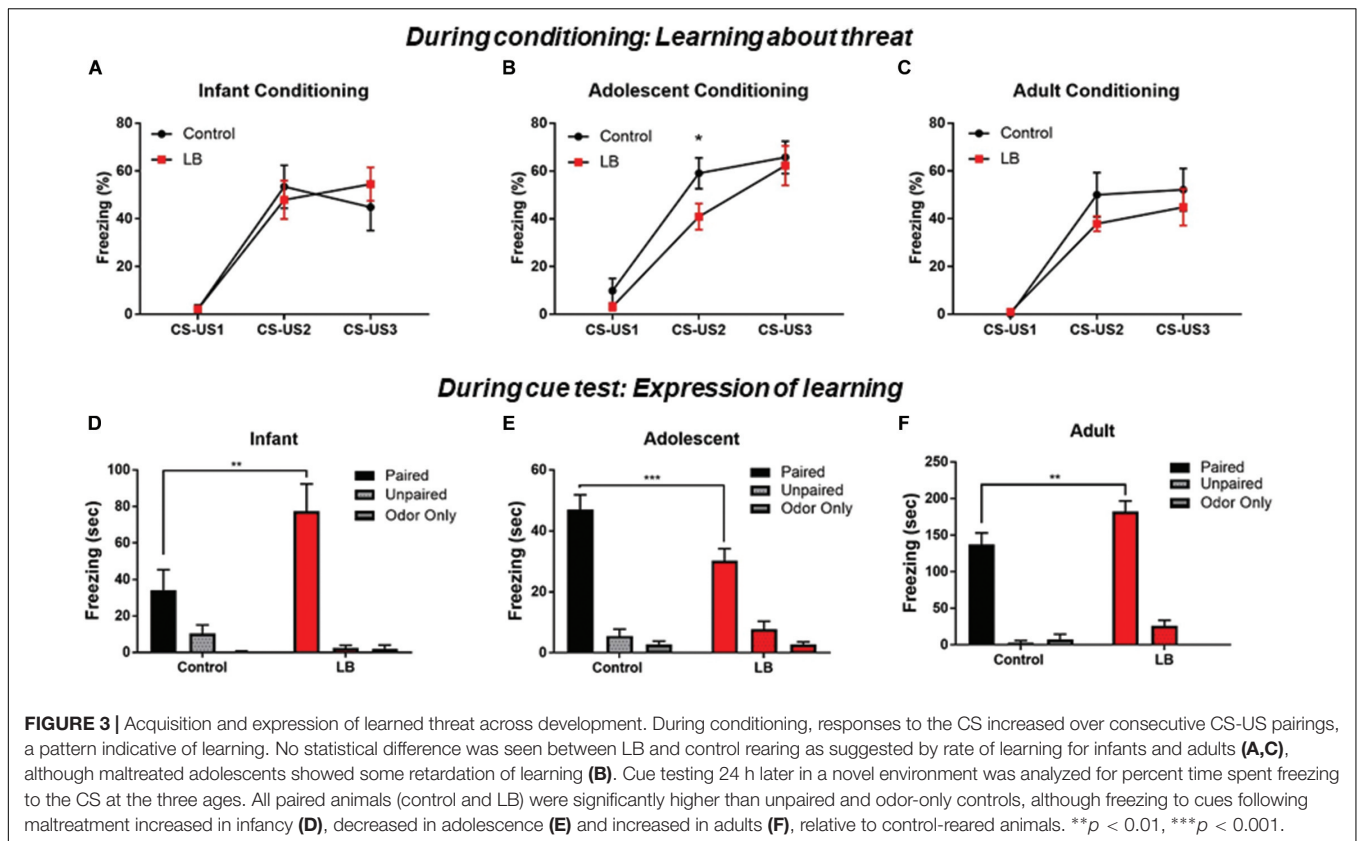 During conditioning: Learning about threat
A
Infant Conditioning
Freezing (%)
80
60
40
20
0
Control
LB
CS-US1 CS-US2 CS-US3
B
Adolescent Conditioning
Freezing (%)
80
60
40
20
0
Control
LB
*
CS-US1 CS-US2 CS-US3
C
Adult Conditioning
Freezing (%)
80
60
40
20
0
Control
LB
CS-US1 CS-US2 CS-US3
During cue test: Expression of learning
D
Infant
Freezing (sec)
100
80
60
40
20
0
**
Paired
Unpaired
Odor Only
Control LB
E
Adolescent
Freezing (sec)
60
40
20
0
***
Paired
Unpaired
Odor Only
Control LB
F
Adult
Freezing (sec)
250
200
150
100
50
0
**
Paired
Unpaired
Odor Only
Control LB
FIGURE 3 | Acquisition and expression of learned threat across development. During conditioning, responses to the CS increased over consecutive CS-US pairings,
a pattern indicative of learning. No statistical difference was seen between LB and control rearing as suggested by rate of learning for infants and adults (A,C),
although maltreated adolescents showed some retardation of learning (B). Cue testing 24 h later in a novel environment was analyzed for percent time spent freezing
to the CS at the three ages. All paired animals (control and LB) were significantly higher than unpaired and odor-only controls, although freezing to cues following
maltreatment increased in infancy (D), decreased in adolescence (E) and increased in adults (F), relative to control-reared animals. **p < 0.01, ***p < 0.001.